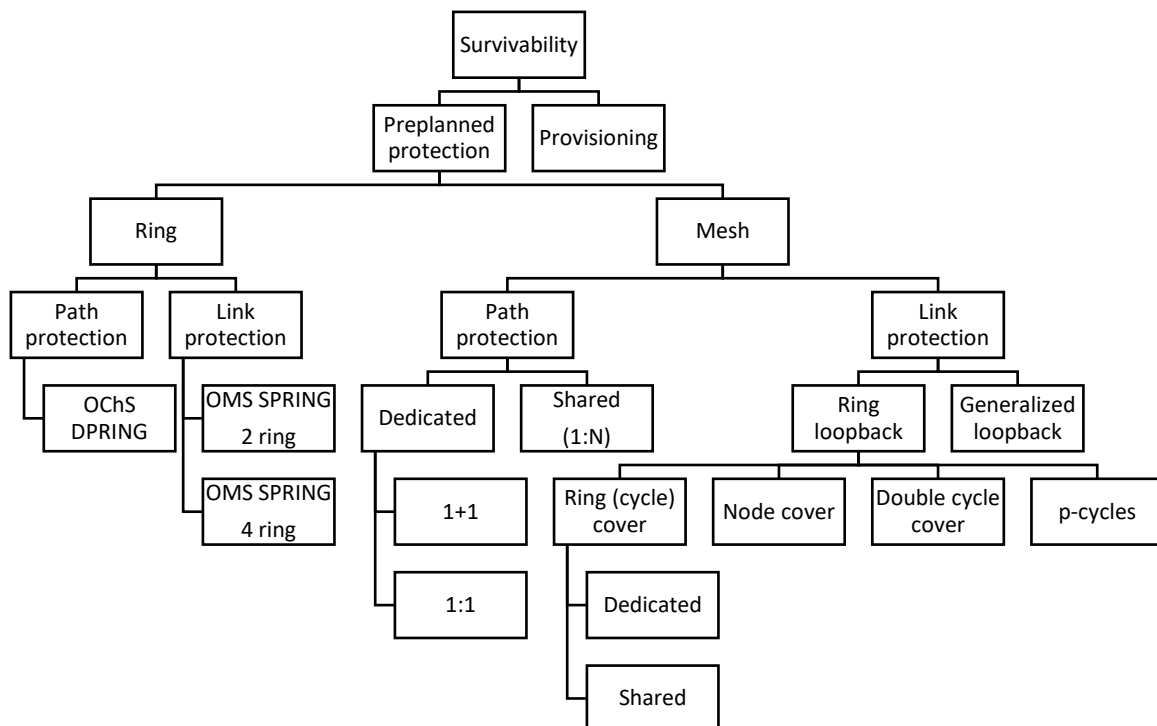 Survivability
Preplanned
protection
Provisioning
Ring
Mesh
Path
protection
Link
protection
Path
protection
Link
protection
OChS
DPRING
OMS SPRING
2 ring
Dedicated
Shared
(1:N)
Ring
loopback
Generalized
loopback
OMS SPRING
4 ring
1+1
Ring (cycle)
cover
Node cover
Double cycle
cover
p-cycles
1:1
Dedicated
Shared